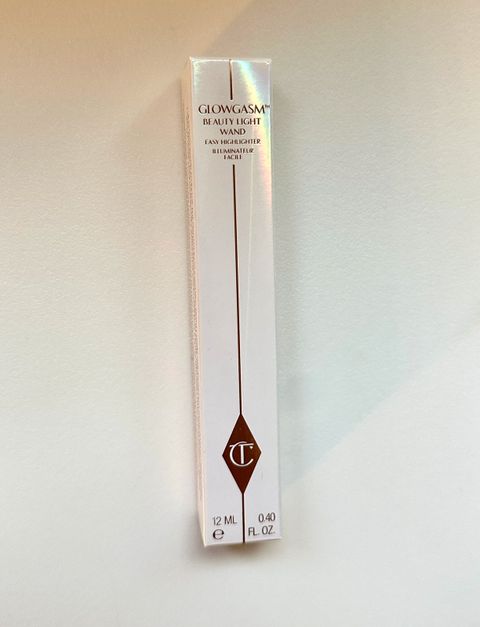 GLOWGASM™
BEAUTY LIGHT
WAND
EASY HIGHLIGHTER
ILLUMINATEUR
FACILE
CT
12 ML 0.40
e FL. OZ.